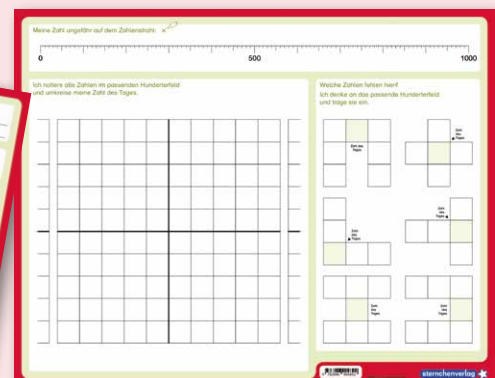 Meine Zahl ungefähr auf dem Zahlenstrahl: x
0 500 1000
Ich notiere alle Zahlen im passenden Hunderterfeld
und umkreise meine Zahl des Tages.
Welche Zahlen fehlen hier?
Ich denke an das passende Hunderterfeld
und trage sie ein.
Zahl des
Tages
Zahl
des
Tages
Zahl
des
Tages
Zahl
des
Tages
Zahl
des
Tages
Zahl
des
Tages
sternchenverlag